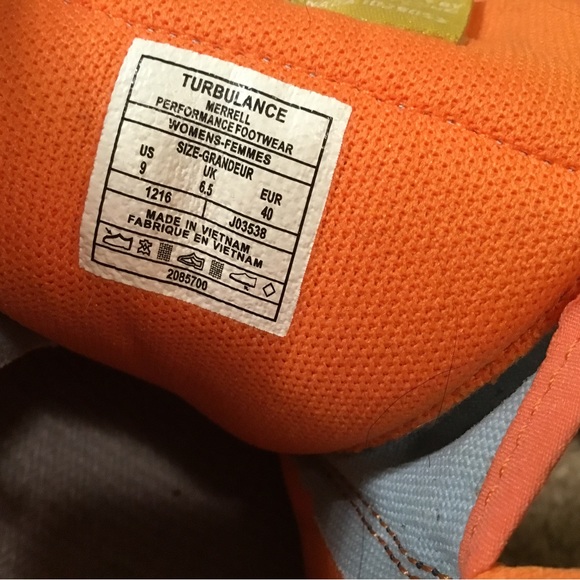 TURBULANCE
MERRELL
PERFORMANCE FOOTWEAR
WOMENS-FEMMES
SIZE-GRANDEUR
US UK EUR
9 6.5 40
1216 J03538
MADE IN VIETNAM
FABRIQUE EN VIETNAM
2085700